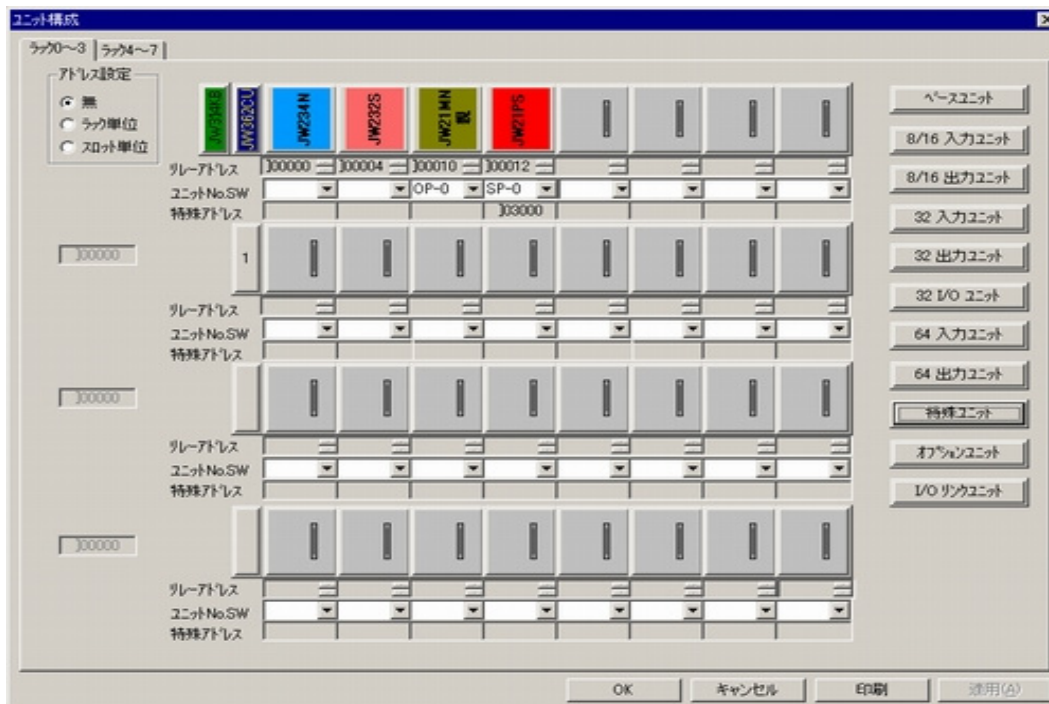 ユニット構成
ラック0～3 ラック4～7
アドレス設定
無
ラック単位
スロット単位
JW362CU JW234N JW232S JW21MN JW21PS
リレーアドレス ]00000 ]00004 ]00010 ]00012
ユニットNo.SW OP-0 SP-0
特殊アドレス ]03000
]00000 1
リレーアドレス
ユニットNo.SW
特殊アドレス
]00000
リレーアドレス
ユニットNo.SW
特殊アドレス
]00000
リレーアドレス
ユニットNo.SW
特殊アドレス
ベースユニット
8/16 入力ユニット
8/16 出力ユニット
32 入力ユニット
32 出力ユニット
32 I/O ユニット
64 入力ユニット
64 出力ユニット
特殊ユニット
オプションユニット
I/O リンクユニット
OK キャンセル 印刷 適用(A)